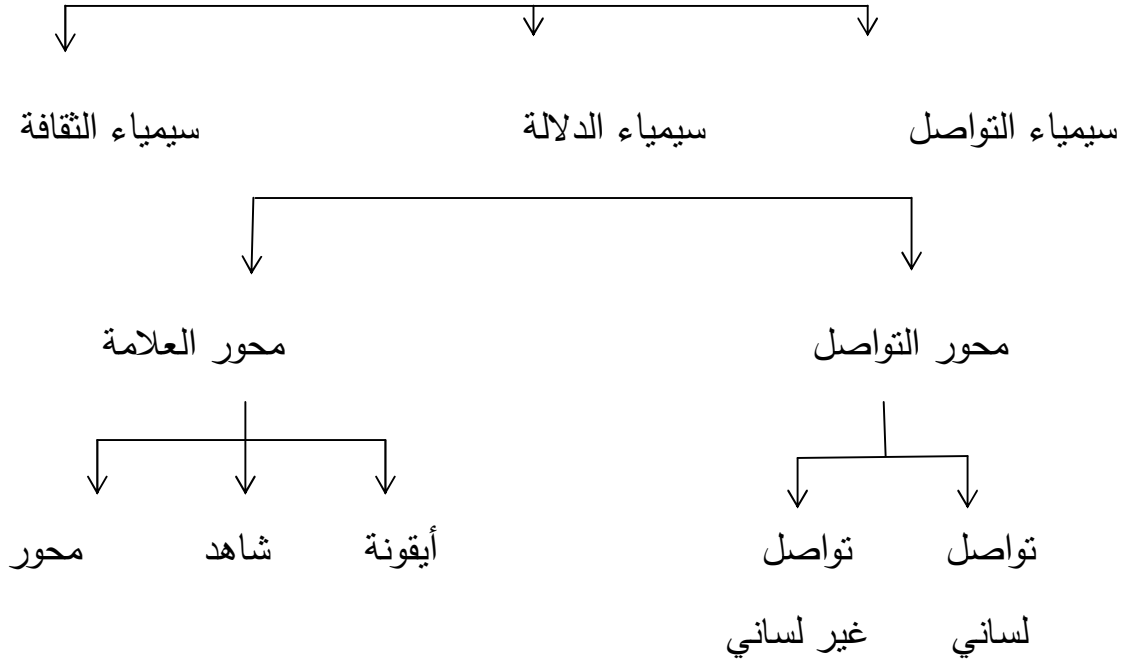 سيمياء التواصل سيمياء الدلالة سيمياء الثقافة
محور التواصل محور العلامة
تواصل تواصل أيقونة شاهد محور
لساني غير لساني